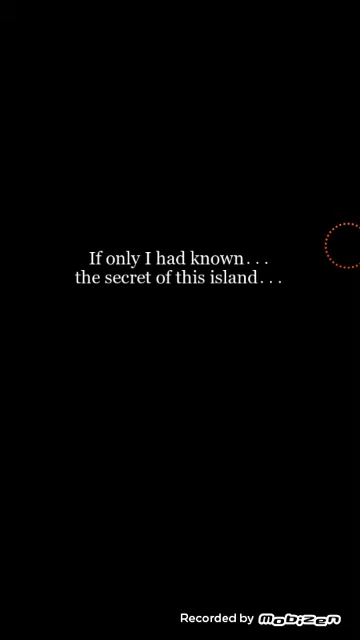 If only I had known...
the secret of this island...
Recorded by mobizen